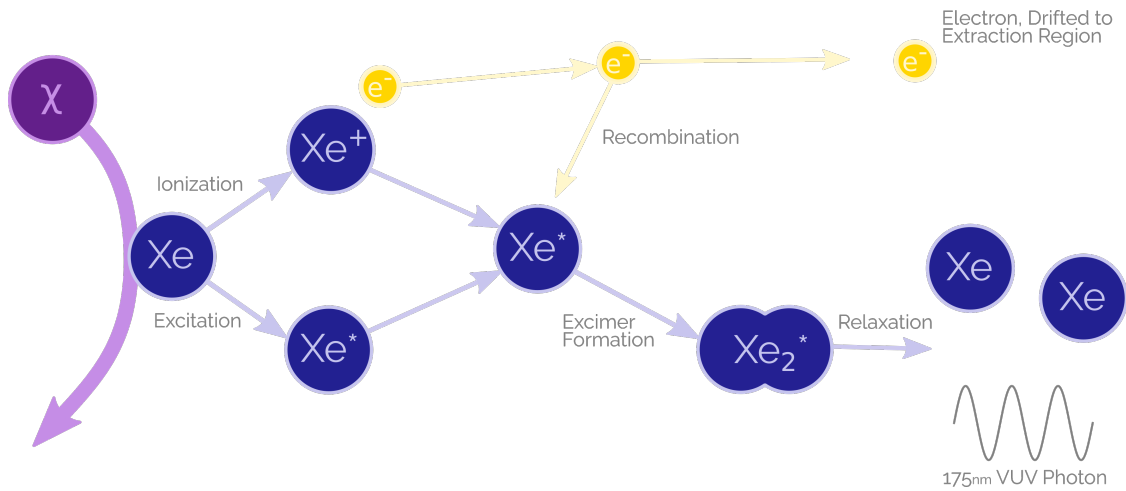 Electron, Drifted to
Extraction Region
e⁻
e⁻
e⁻
χ
Recombination
Xe⁺
Ionization
Xe
Xe*
Xe
Xe
Excitation
Xe*
Excimer
Formation
Xe₂*
Relaxation
175nm VUV Photon